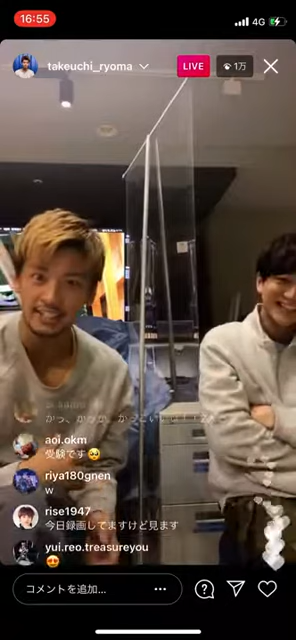 16:55
4G
takeuchi_ryoma
LIVE
1万
aoi.okm
受験です🥺
riya180gnen
w
rise1947
今日録画してますけど見ます
yui.reo.treasureyou
😍
コメントを追加...